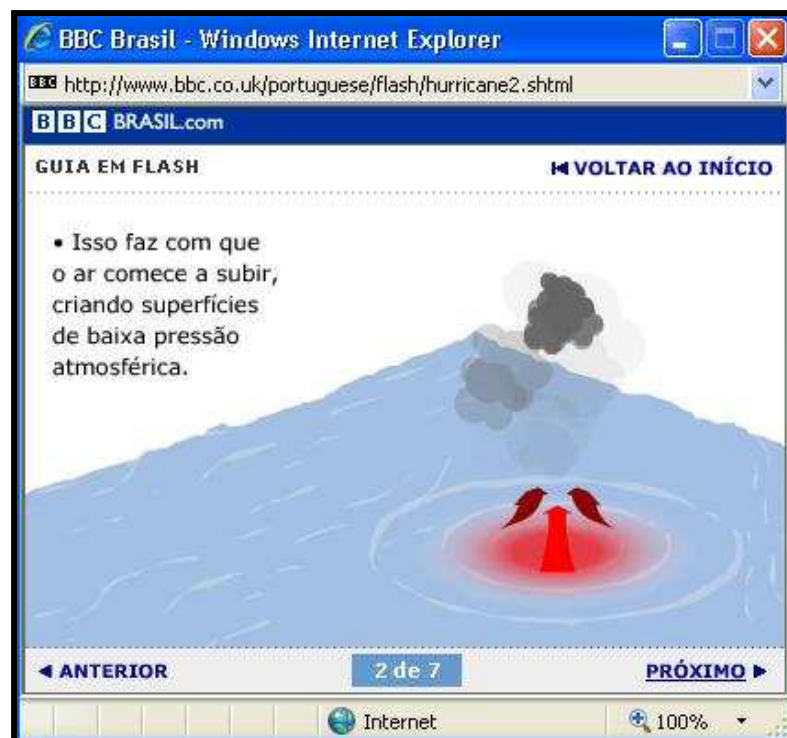 BBC Brasil - Windows Internet Explorer
BBC http://www.bbc.co.uk/portuguese/flash/hurricane2.shtml
BBC BRASIL.com
GUIA EM FLASH
VOLTAR AO INÍCIO
• Isso faz com que
o ar comece a subir,
criando superfícies
de baixa pressão
atmosférica.
ANTERIOR
2 de 7
PRÓXIMO
Internet
100%